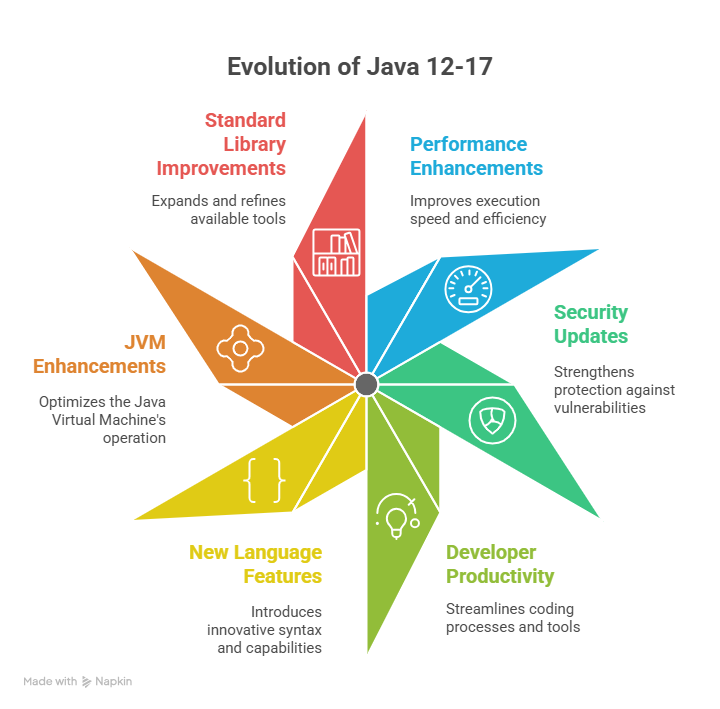 Evolution of Java 12-17
Standard
Library
Improvements
Expands and refines
available tools
Performance
Enhancements
Improves execution
speed and efficiency
Security
Updates
Strengthens
protection against
vulnerabilities
JVM
Enhancements
Optimizes the Java
Virtual Machine's
operation
New Language
Features
Introduces
innovative syntax
and capabilities
Developer
Productivity
Streamlines coding
processes and tools
Made with Napkin